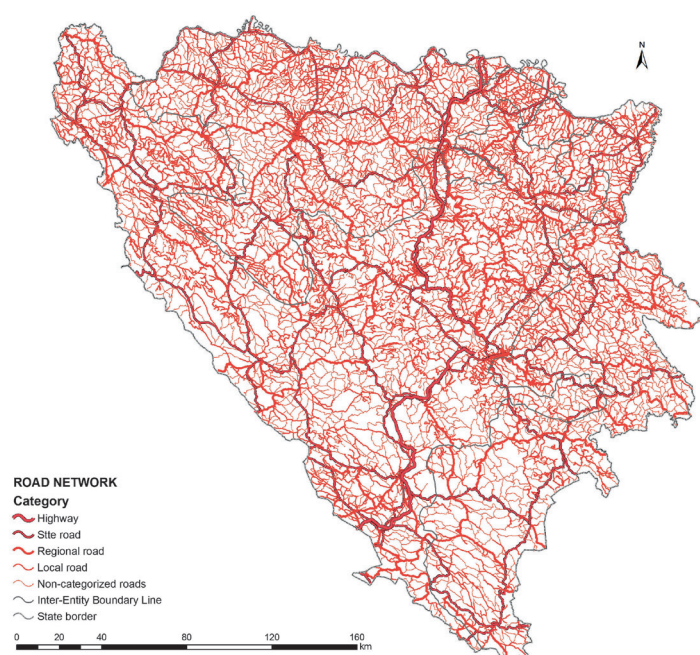 N
ROAD NETWORK
Category
Highway
Stte road
Regional road
Local road
Non-categorized roads
Inter-Entity Boundary Line
State border
0 10 20 40 80 120 160
km